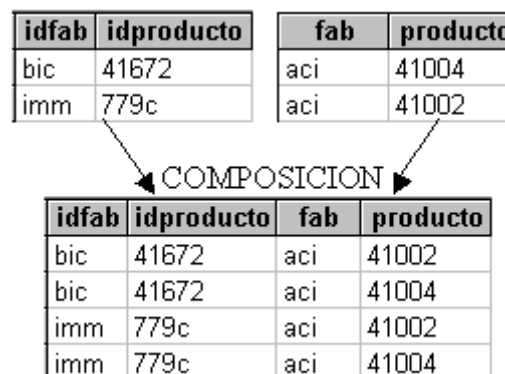 idfab idproducto fab producto
bic 41672 aci 41004
imm 779c aci 41002
COMPOSICION
idfab idproducto fab producto
bic 41672 aci 41002
bic 41672 aci 41004
imm 779c aci 41002
imm 779c aci 41004